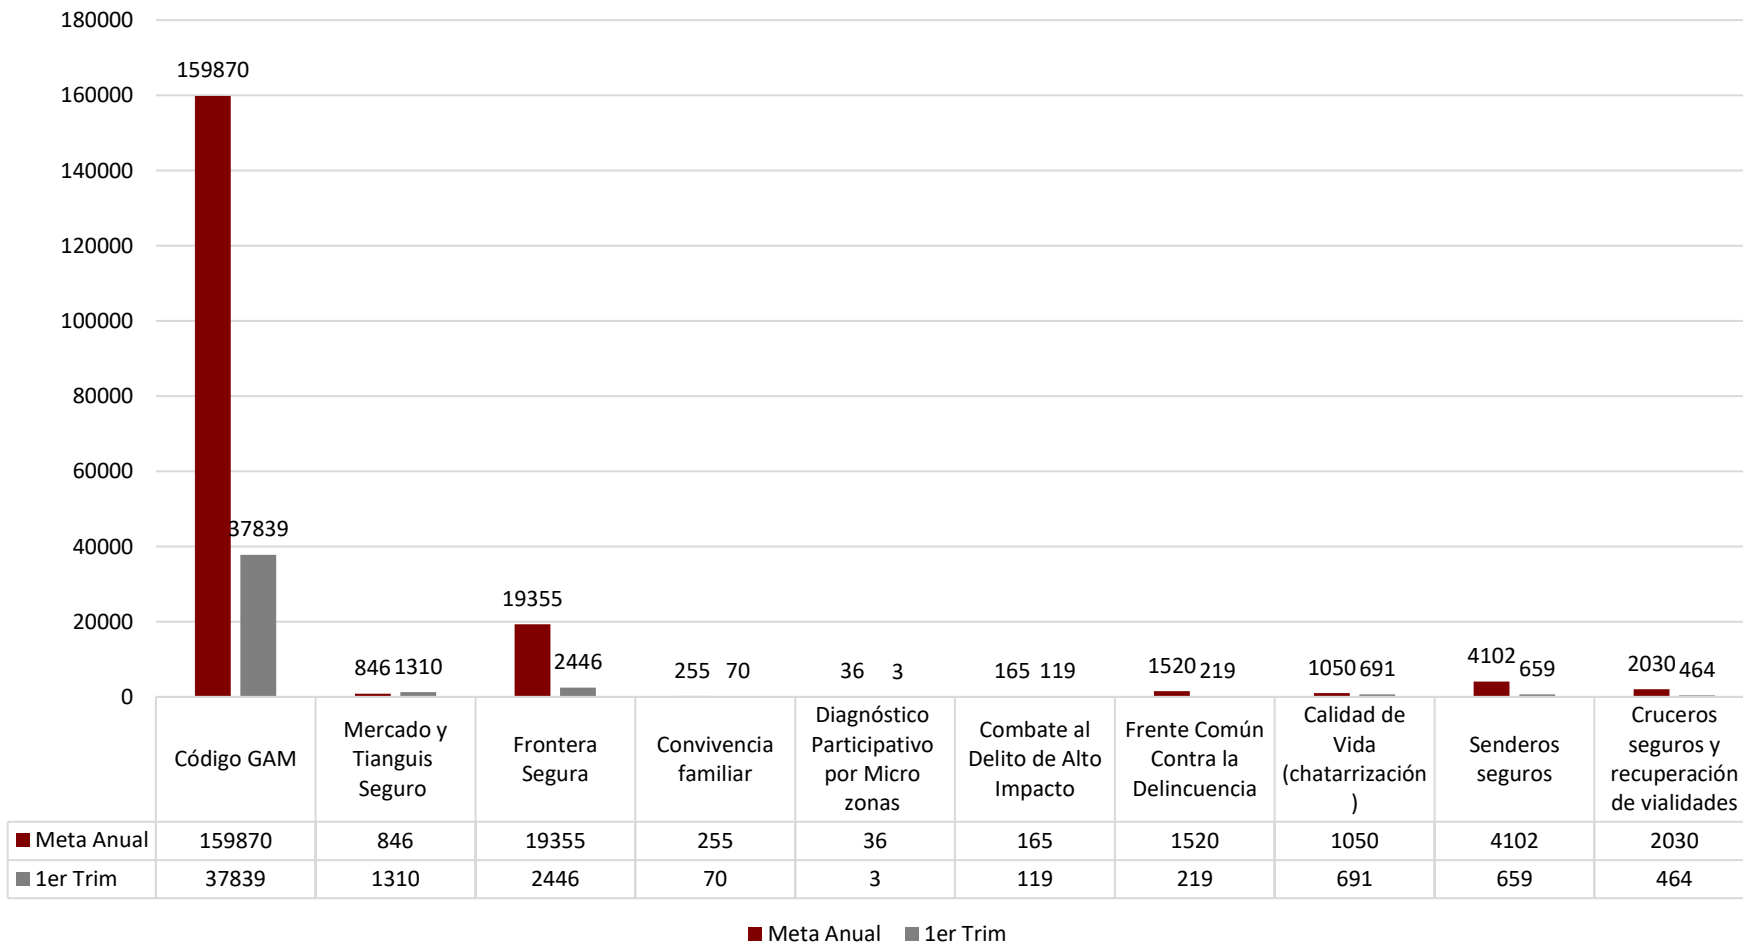 180000
160000
140000
120000
100000
80000
60000
40000
20000
0
159870
37839
846 1310
19355
2446
255 70
36 3
165 119
1520 219
1050 691
4102 659
2030 464
Código GAM
Mercado y
Tianguis
Seguro
Frontera
Segura
Convivencia
familiar
Diagnóstico
Participativo
por Micro
zonas
Combate al
Delito de Alto
Impacto
Frente Común
Contra la
Delincuencia
Calidad de
Vida
(chatarrización
)
Senderos
seguros
Cruceros
seguros y
recuperación
de vialidades
Meta Anual 159870 846 19355 255 36 165 1520 1050 4102 2030
1er Trim 37839 1310 2446 70 3 119 219 691 659 464
Meta Anual 1er Trim